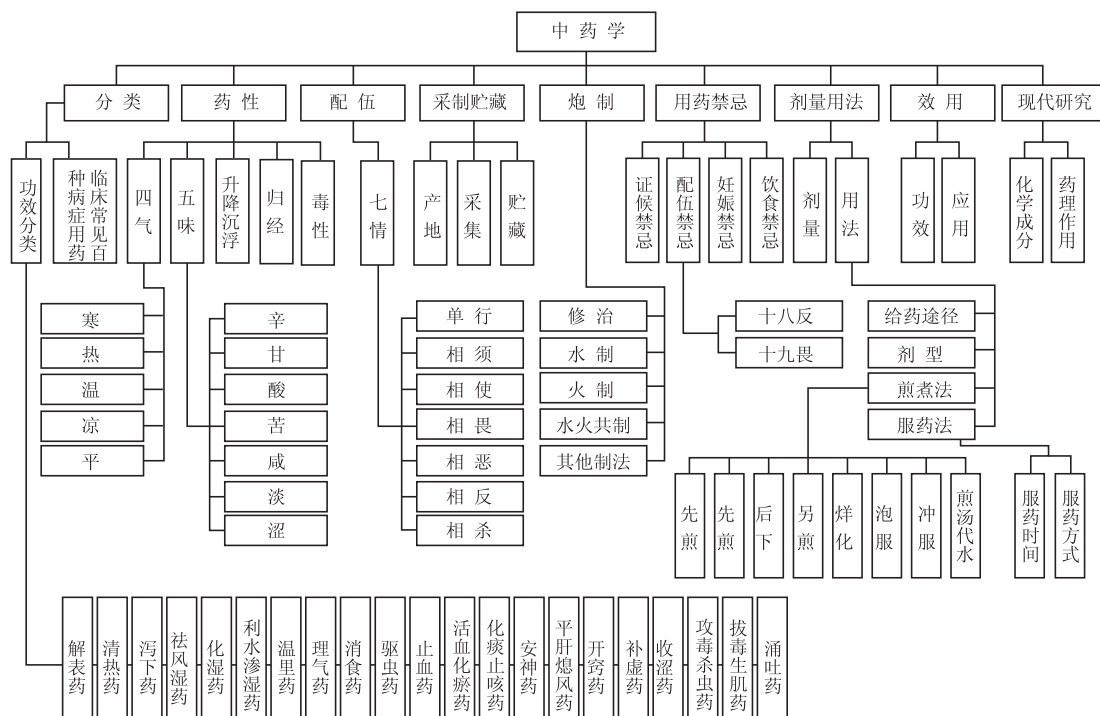 中药学
分类
药性
配伍
采制贮藏
炮制
用药禁忌
剂量用法
效用
现代研究
功效分类
临床常见百种病症用药
四气
五味
升降沉浮
归经
毒性
七情
产地
采集
贮藏
证候禁忌
配伍禁忌
妊娠禁忌
饮食禁忌
剂量
用法
功效
应用
化学成分
药理作用
寒
热
温
凉
平
辛
甘
酸
苦
咸
淡
涩
单行
相须
相使
相畏
相恶
相反
相杀
修治
水制
火制
水火共制
其他制法
十八反
十九畏
给药途径
剂型
煎煮法
服药法
先煎
先煎
后下
另煎
烊化
泡服
冲服
煎汤代水
服药时间
服药方式
解表药
清热药
泻下药
祛风湿药
化湿药
利水渗湿药
温里药
理气药
消食药
驱虫药
止血药
活血化瘀药
化痰止咳药
安神药
平肝熄风药
开窍药
补虚药
收涩药
攻毒杀虫药
拔毒生肌药
涌吐药